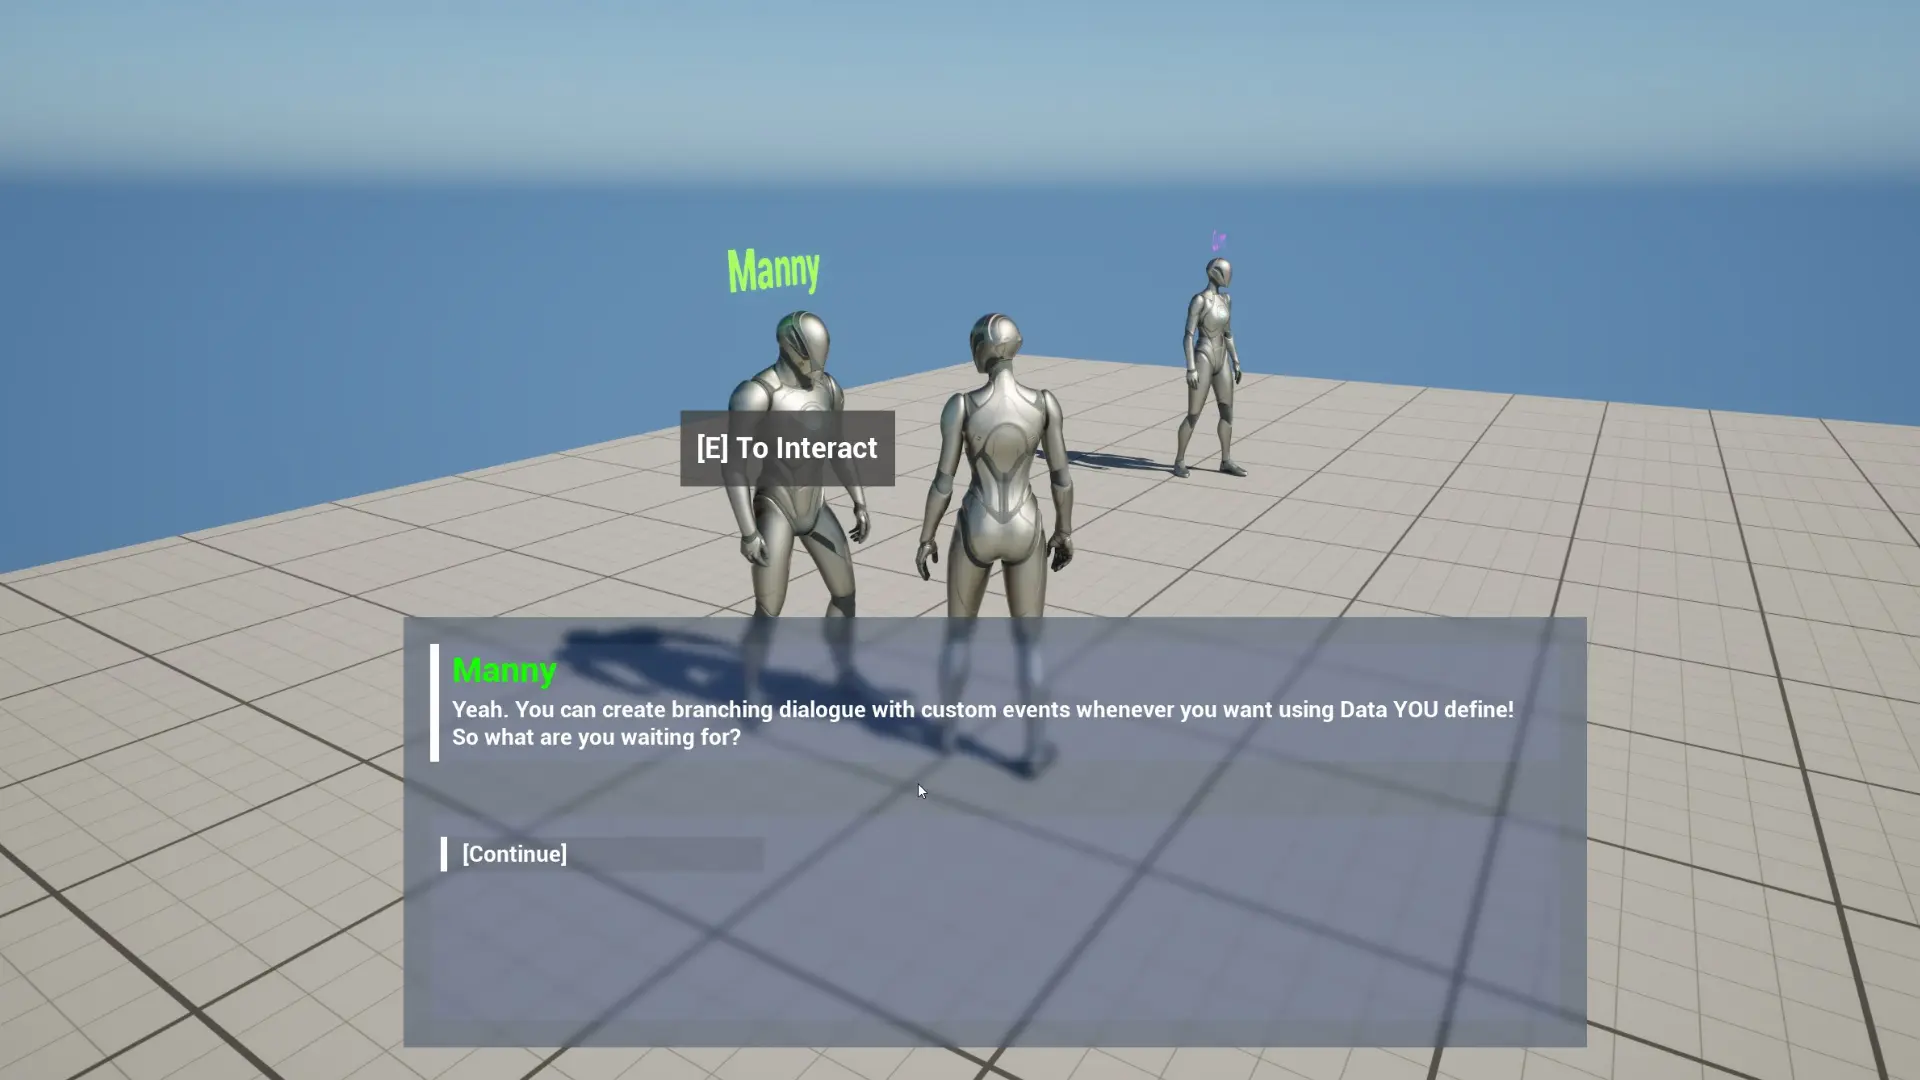 Manny
[E] To Interact
Manny
Yeah. You can create branching dialogue with custom events whenever you want using Data YOU define!
So what are you waiting for?
[Continue]